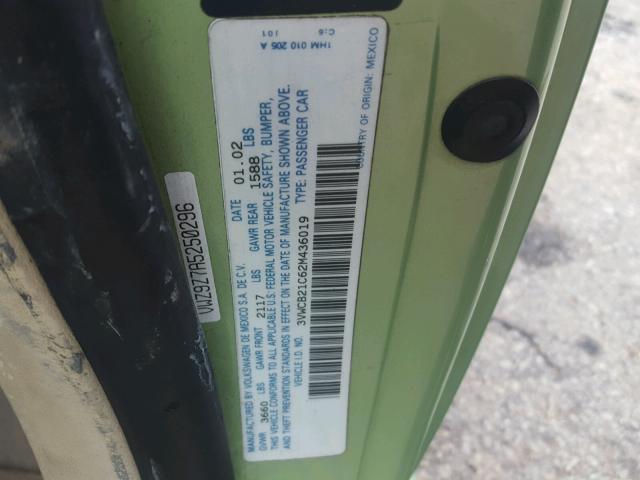 1HM 010 205 A C:6
101
MANUFACTURED BY VOLKSWAGEN DE MEXICO S.A. DE C.V. DATE 01.02
GVWR 3660 LBS GAWR FRONT 2117 LBS GAWR REAR 1588 LBS
THIS VEHICLE CONFORMS TO ALL APPLICABLE U.S. FEDERAL MOTOR VEHICLE SAFETY, BUMPER,
AND THEFT PREVENTION STANDARDS IN EFFECT ON THE DATE OF MANUFACTURE SHOWN ABOVE.
VEHICLE I.D. NO. 3VWCB21C62M436019 TYPE: PASSENGER CAR
COUNTRY OF ORIGIN: MEXICO
VWZ9Z7A5250296